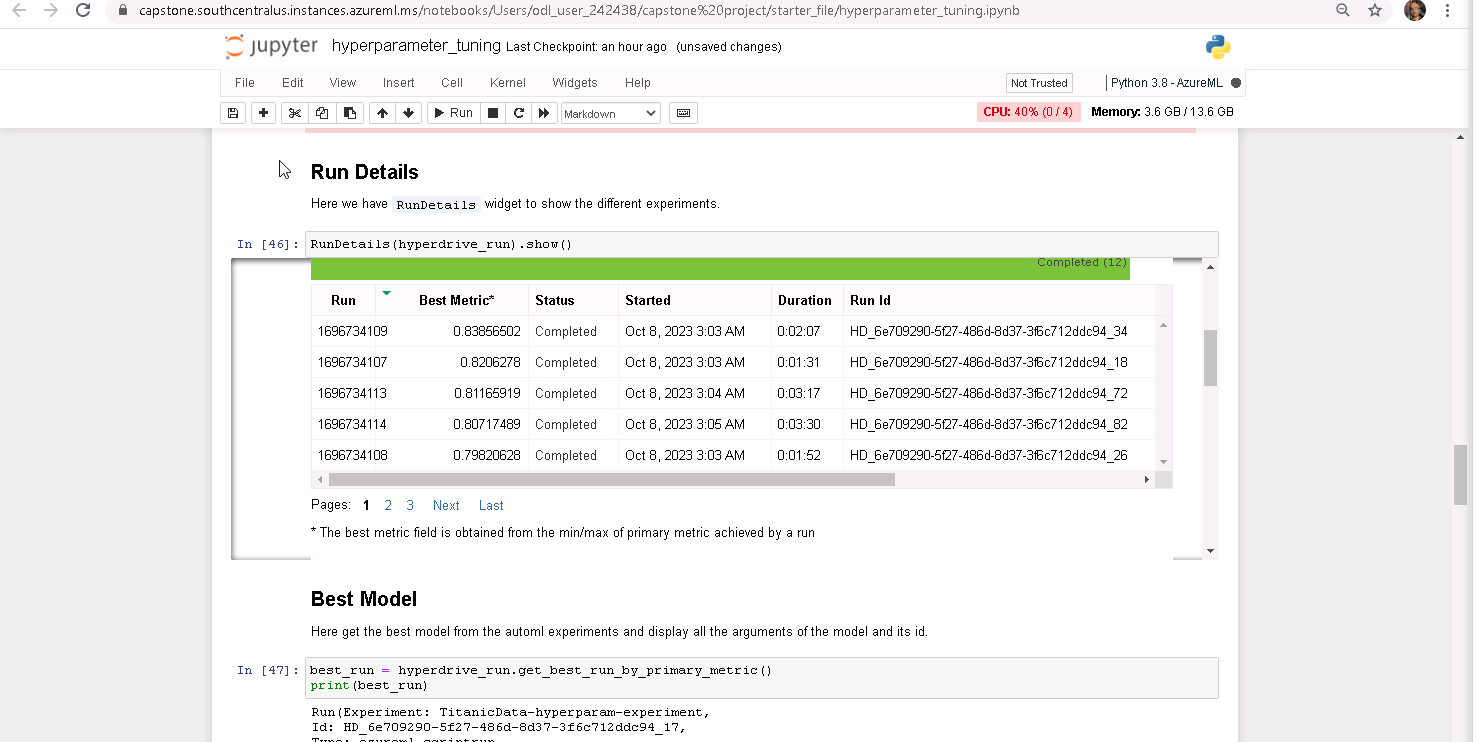 capstone.southcentralus.instances.azureml.ms/notebooks/Users/odl_user_242438/capstone%20project/starter_file/hyperparameter_tuning.ipynb
jupyter hyperparameter_tuning Last Checkpoint: an hour ago (unsaved changes)
File Edit View Insert Cell Kernel Widgets Help Not Trusted Python 3.8 - AzureML
Run Markdown CPU: 40% (0 / 4) Memory: 3.6 GB / 13.6 GB
Run Details
Here we have RunDetails widget to show the different experiments.
In [46]: RunDetails(hyperdrive_run).show()
Completed (12)
Run Best Metric* Status Started Duration Run Id
1696734109 0.83856502 Completed Oct 8, 2023 3:03 AM 0:02:07 HD_6e709290-5f27-486d-8d37-3f6c712ddc94_34
1696734107 0.8206278 Completed Oct 8, 2023 3:03 AM 0:01:31 HD_6e709290-5f27-486d-8d37-3f6c712ddc94_18
1696734113 0.81165919 Completed Oct 8, 2023 3:04 AM 0:03:17 HD_6e709290-5f27-486d-8d37-3f6c712ddc94_72
1696734114 0.80717489 Completed Oct 8, 2023 3:05 AM 0:03:30 HD_6e709290-5f27-486d-8d37-3f6c712ddc94_82
1696734108 0.79820628 Completed Oct 8, 2023 3:03 AM 0:01:52 HD_6e709290-5f27-486d-8d37-3f6c712ddc94_26
Pages: 1 2 3 Next Last
* The best metric field is obtained from the min/max of primary metric achieved by a run
Best Model
Here get the best model from the automl experiments and display all the arguments of the model and its id.
In [47]: best_run = hyperdrive_run.get_best_run_by_primary_metric()
print(best_run)
Run(Experiment: TitanicData-hyperparam-experiment,
Id: HD_6e709290-5f27-486d-8d37-3f6c712ddc94_17,
Type: azureml.scriptrun,